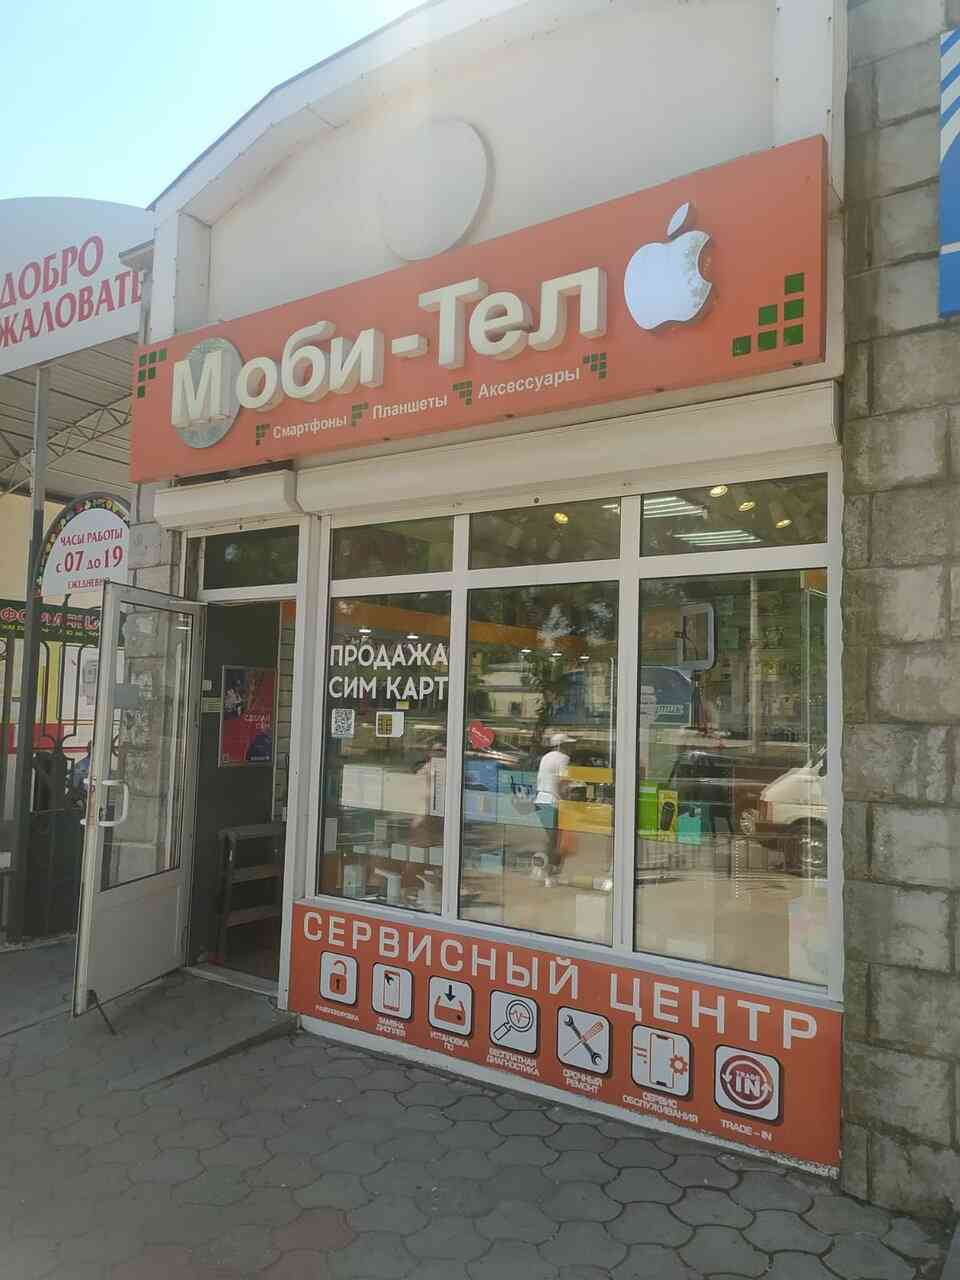 ДОБРО
ЖАЛОВАТЬ
Моби-Тел
Смартфоны
Планшеты
Аксессуары
ЧАСЫ РАБОТЫ
с 07 до 19
ЕЖЕДНЕВНО
ПРОДАЖА
СИМ КАРТ
СЕРВИСНЫЙ ЦЕНТР
РАЗБЛОКИРОВКА
ЗАМЕНА
ДИСПЛЕЯ
УСТАНОВКА
ПО
БЕСПЛАТНАЯ
ДИАГНОСТИКА
СРОЧНЫЙ
РЕМОНТ
СЕРВИС
ОБСЛУЖИВАНИЯ
TRADE
IN
TRADE-IN